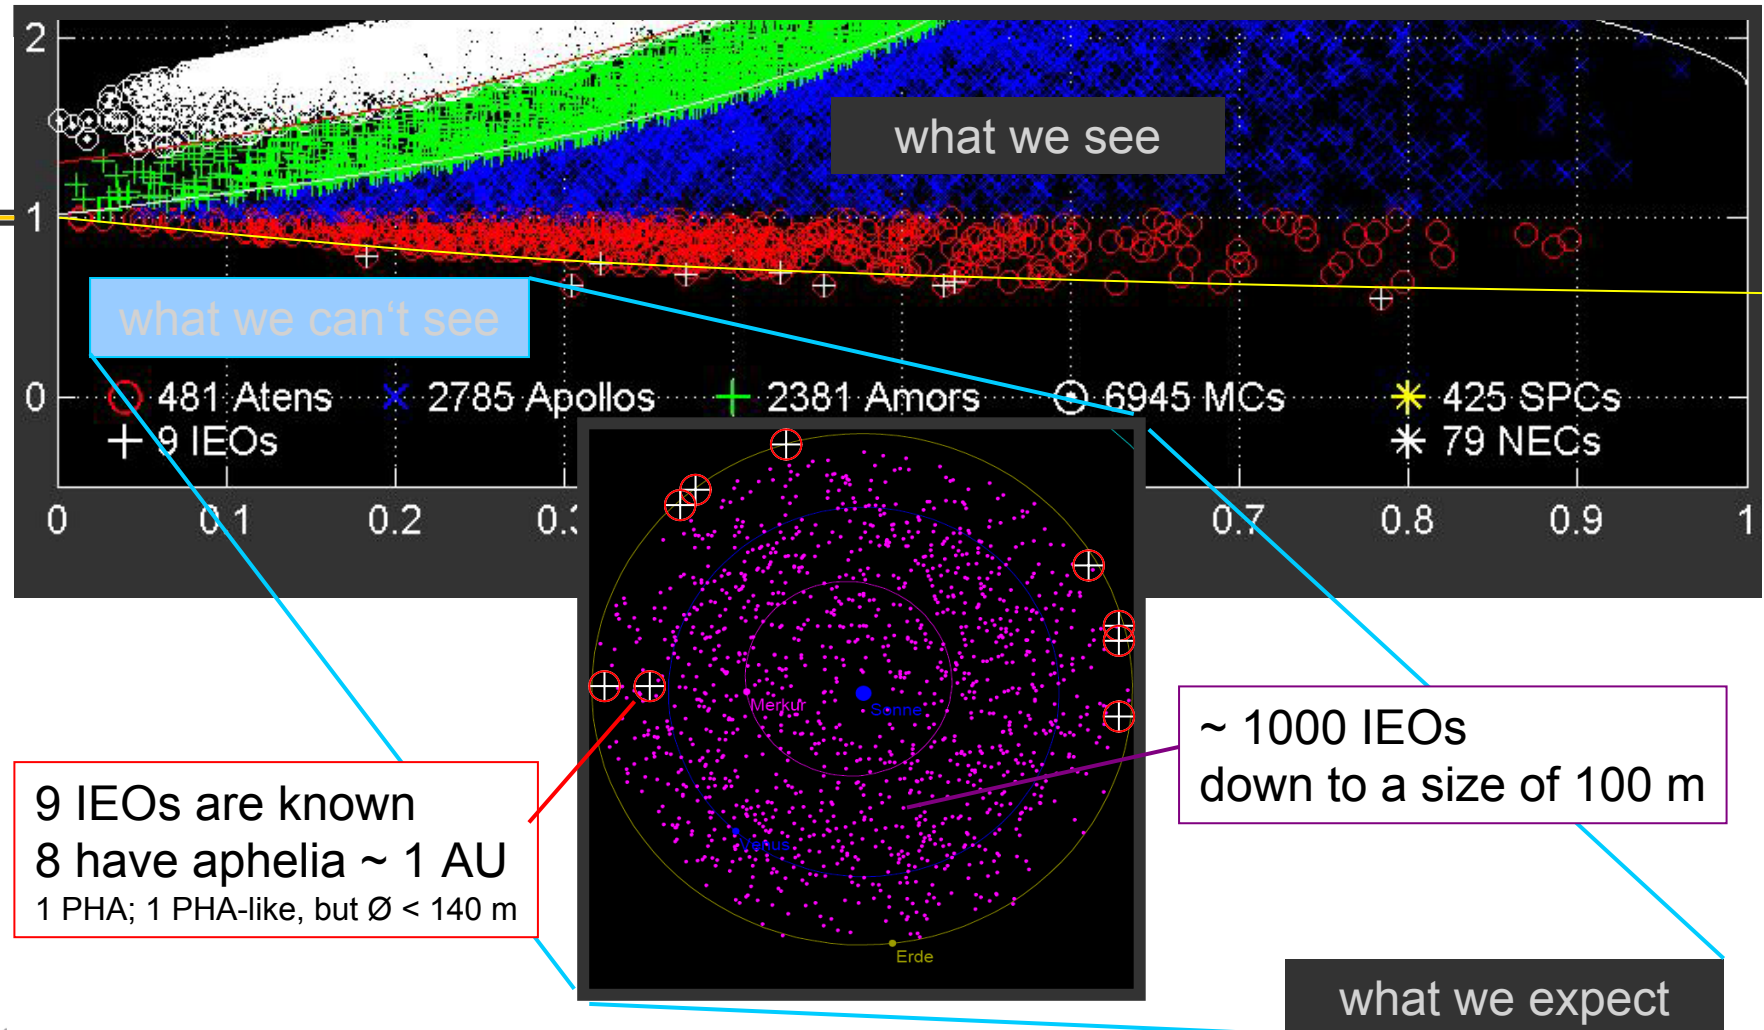 2
what we see
1
what we can't see
0
481 Atens
2785 Apollos
2381 Amors
6945 MCs
425 SPCs
9 IEOs
79 NECs
0
0.1
0.2
0.7
0.8
0.9
1
Merkur
Sonne
Venus
Erde
~ 1000 IEOs
down to a size of 100 m
9 IEOs are known
8 have aphelia ~ 1 AU
1 PHA; 1 PHA-like, but Ø < 140 m
what we expect